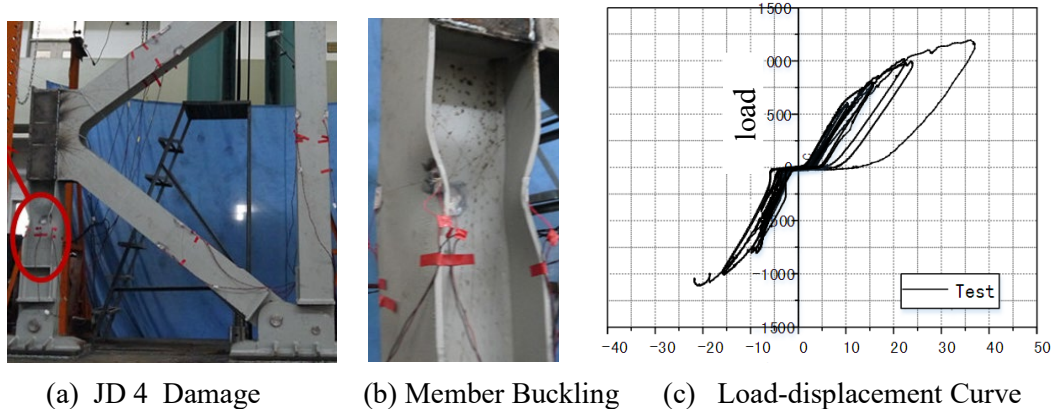 1500
000
load
500
0
500
-1000
Test
1500
-40 -30 -20 -10 0 10 20 30 40 50
(a) JD 4 Damage
(b) Member Buckling
(c) Load-displacement Curve